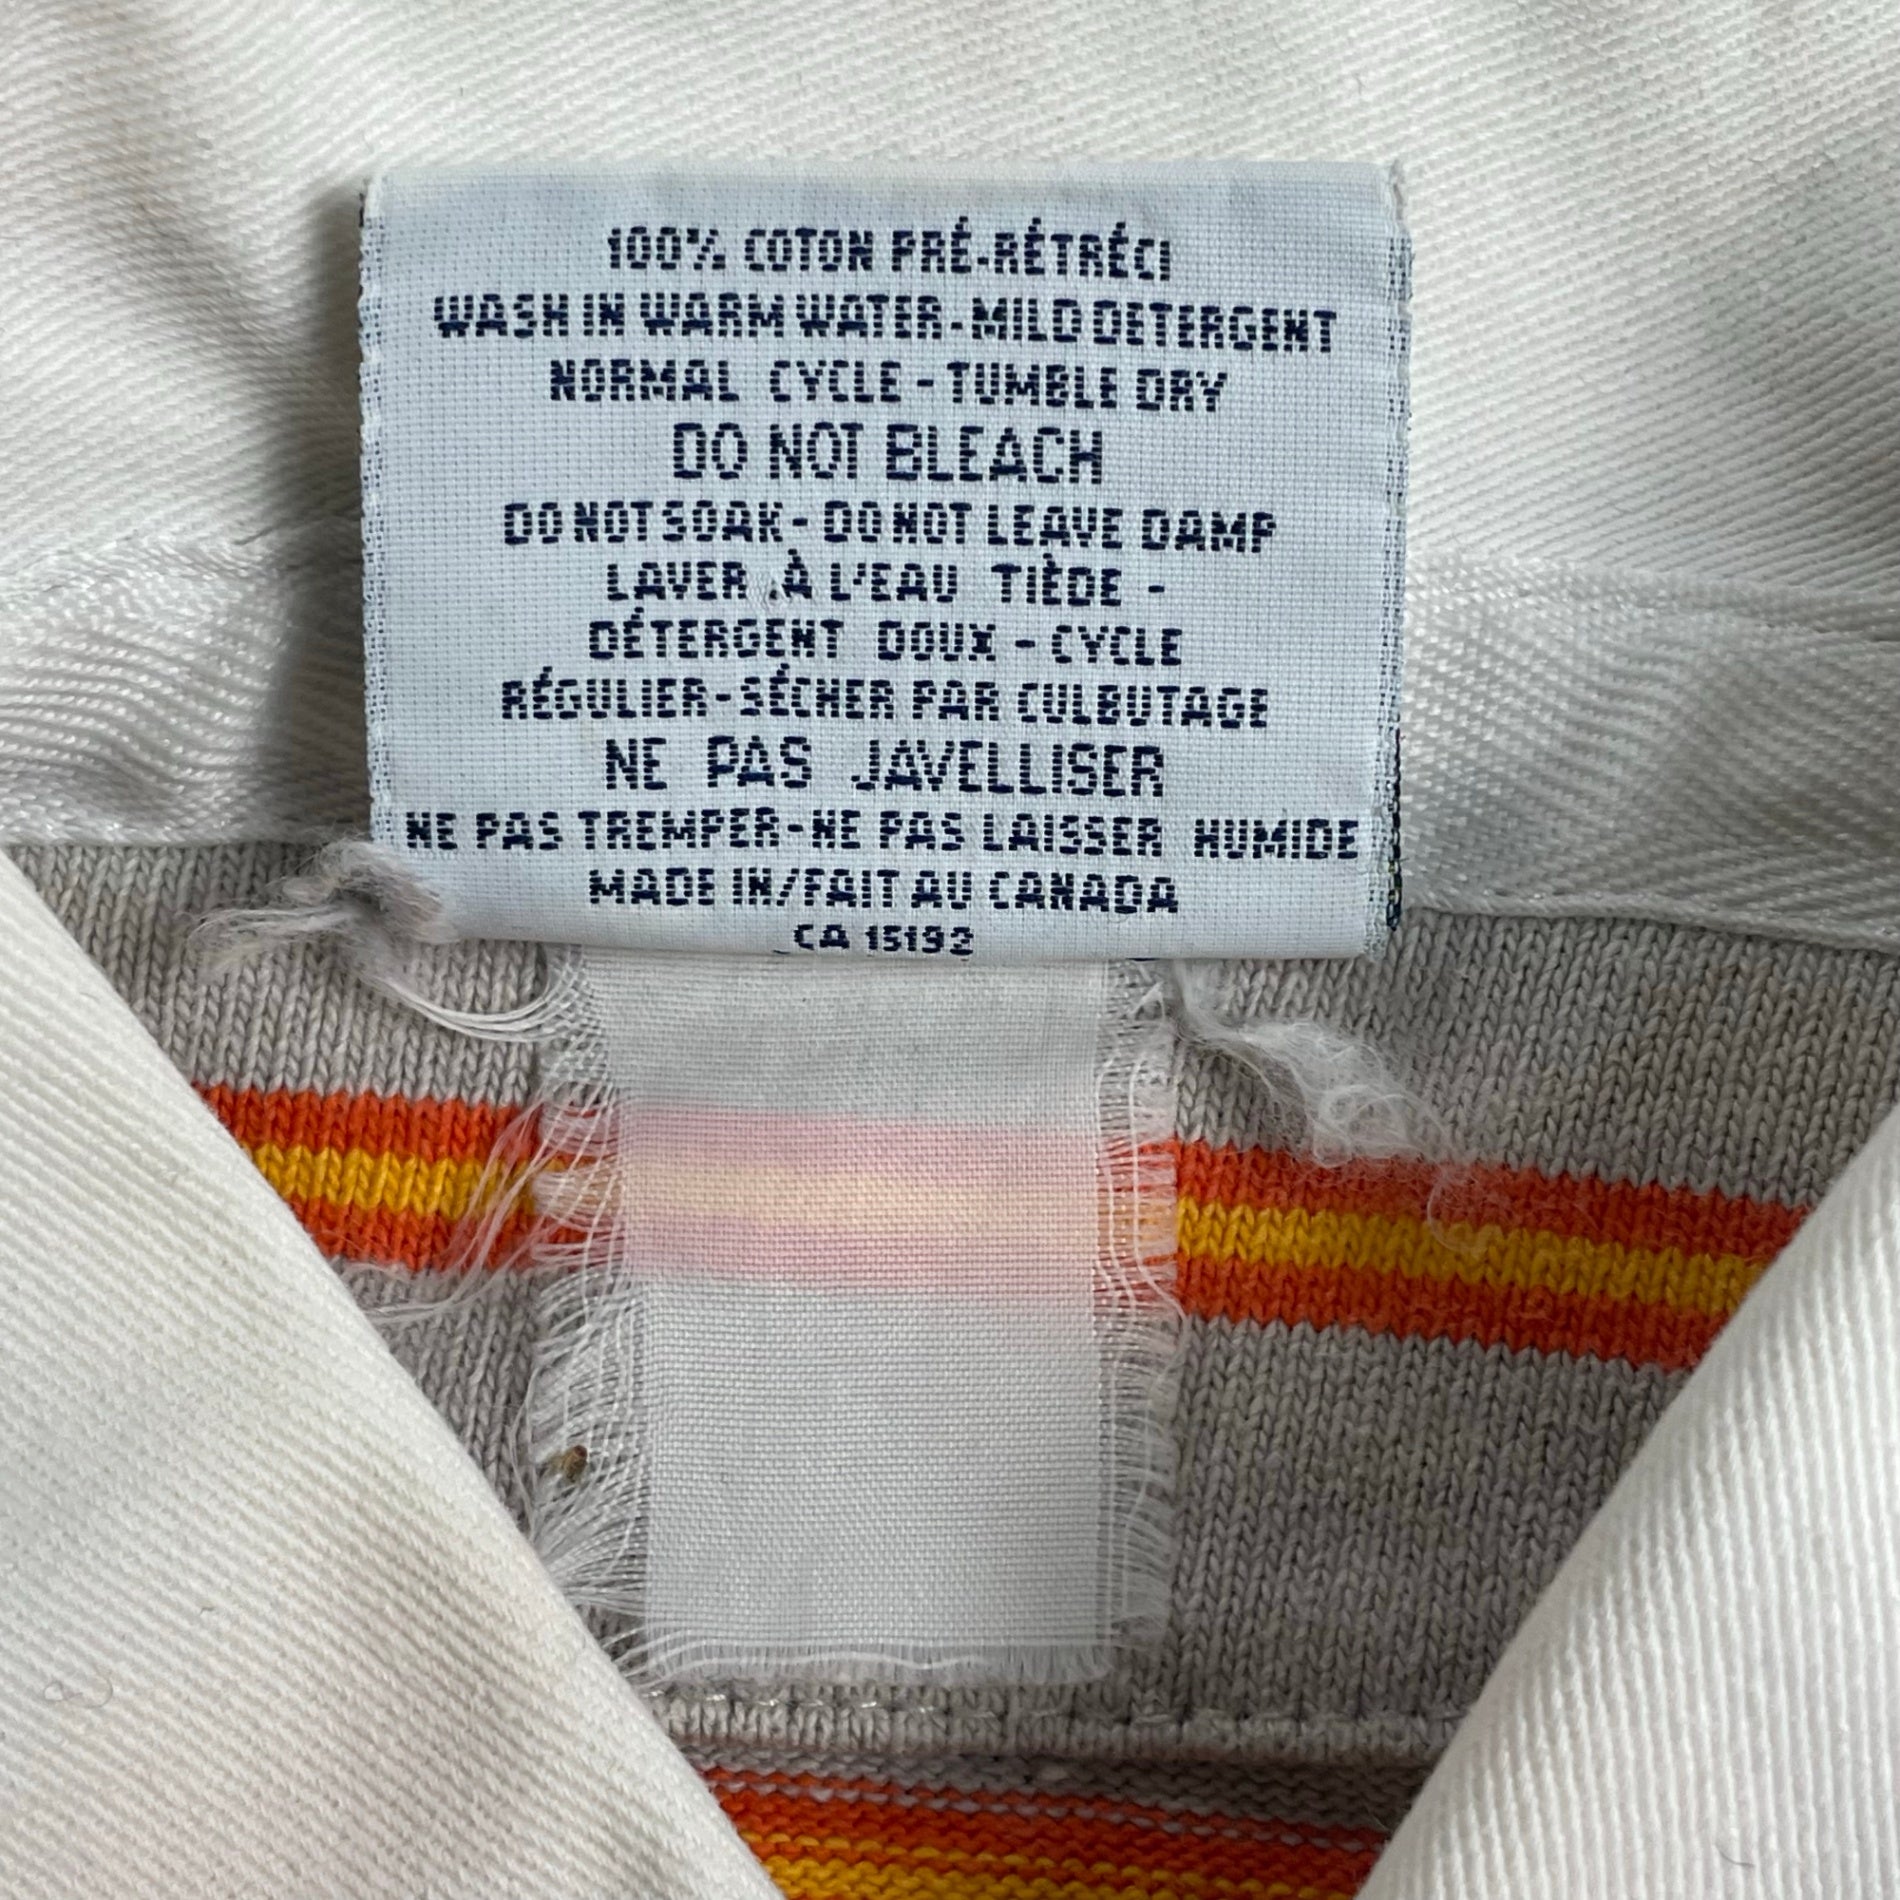 100% COTON PRÉ-RÉTRÉCI
WASH IN WARM WATER-MILD DETERGENT
NORMAL CYCLE - TUMBLE DRY
DO NOT BLEACH
DO NOT SOAK - DO NOT LEAVE DAMP
LAVER À L'EAU TIÈDE -
DÉTERGENT DOUX - CYCLE
RÉGULIER-SÉCHER PAR CULBUTAGE
NE PAS JAVELLISER
NE PAS TREMPER-NE PAS LAISSER HUMIDE
MADE IN/FAIT AU CANADA
CA 15192